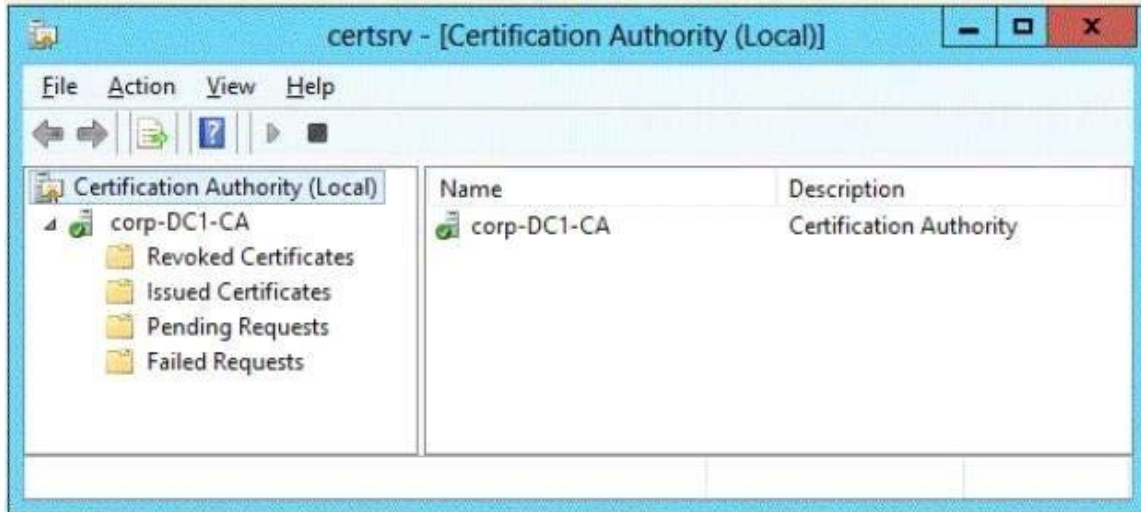 certsrv - [Certification Authority (Local)]
File Action View Help
Certification Authority (Local)
corp-DC1-CA
Revoked Certificates
Issued Certificates
Pending Requests
Failed Requests
Name Description
corp-DC1-CA Certification Authority